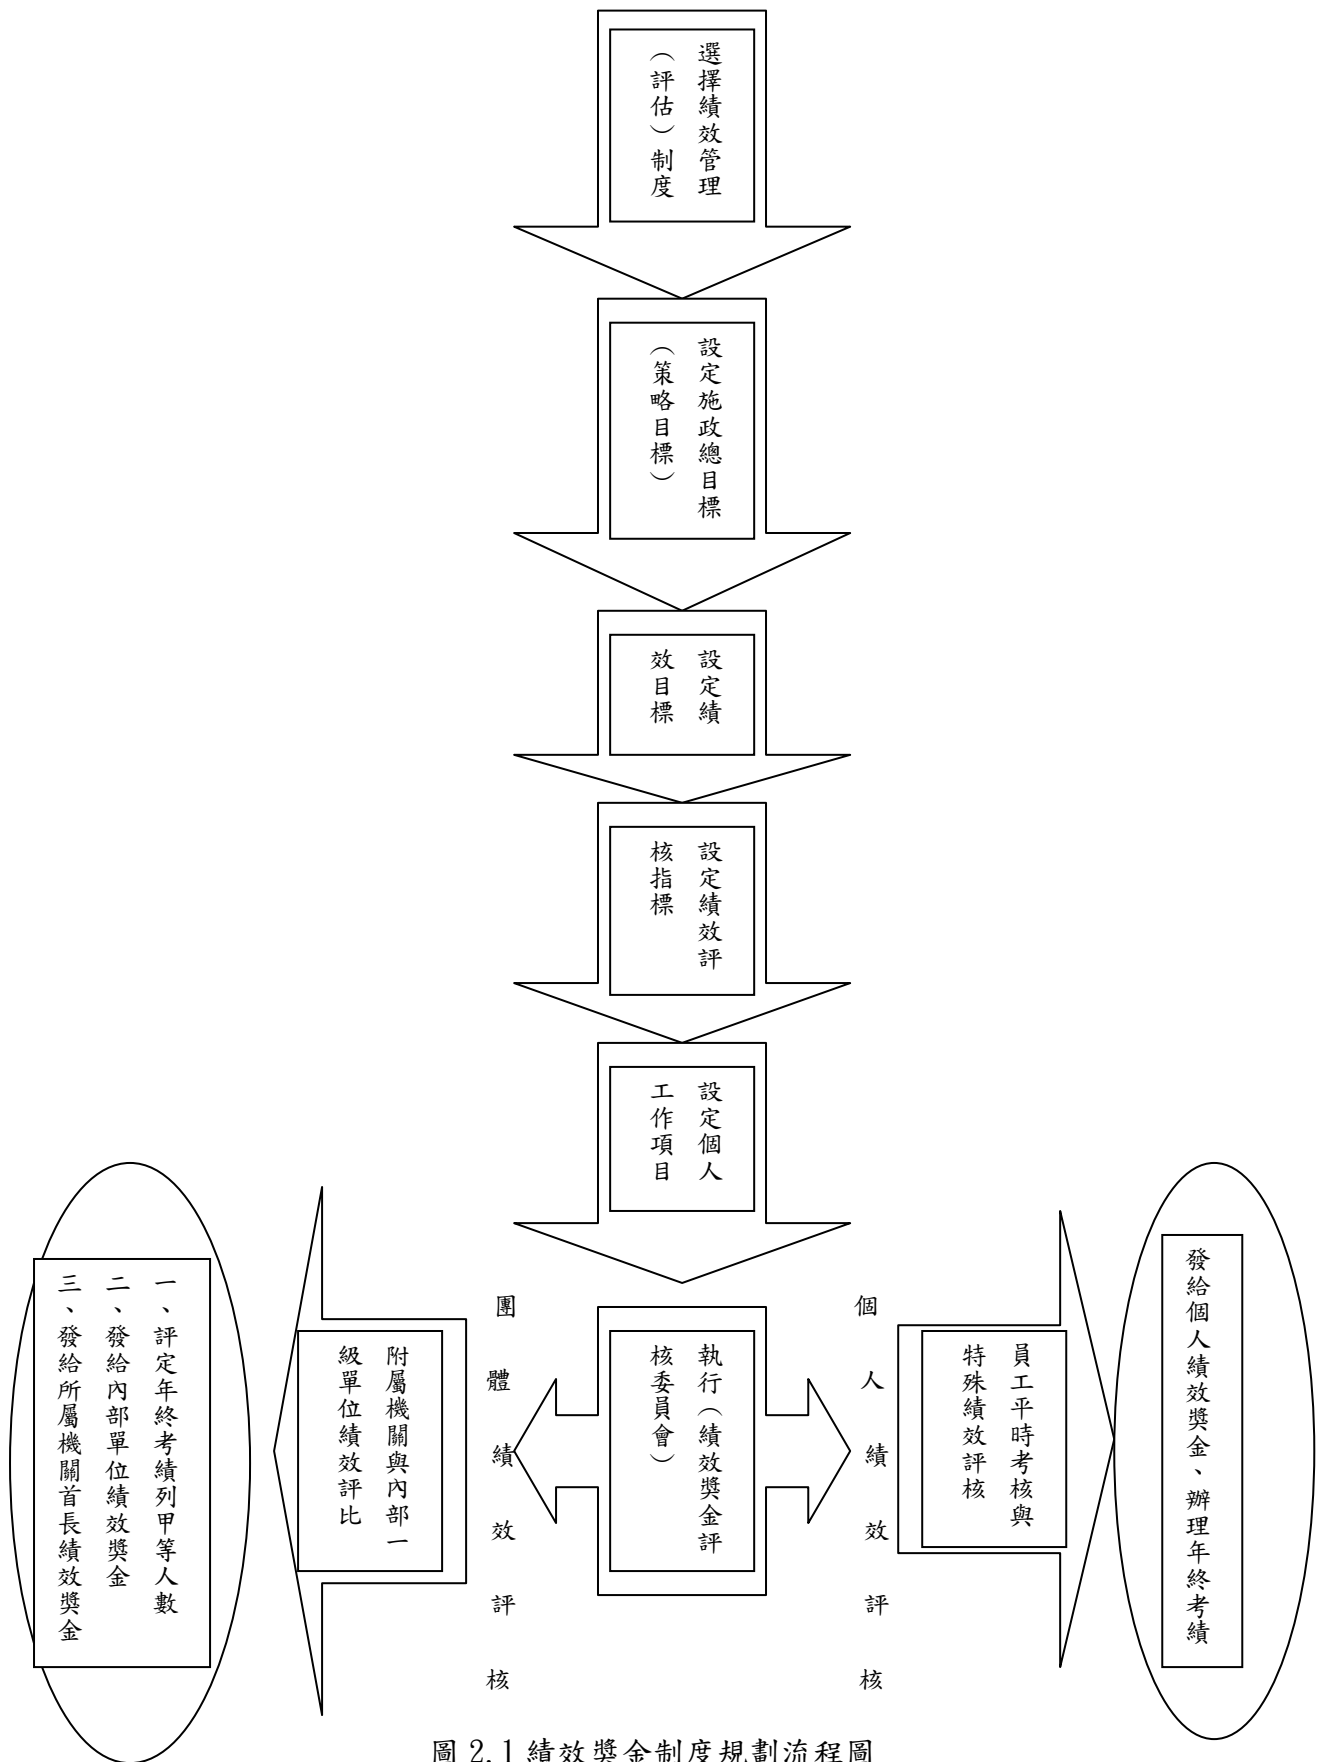 選擇績效管理
（評估）制度
設定施政總目標
（策略目標）
設定績
效目標
設定績效評
核指標
設定個人
工作項目
執行（績效獎金評
核委員會）
團體績效評核
附屬機關與內部一
級單位績效評比
一、評定年終考績列甲等人數
二、發給內部單位績效獎金
三、發給所屬機關首長績效獎金
個人績效評核
員工平時考核與
特殊績效評核
發給個人績效獎金、辦理年終考績
圖 2.1 績效獎金制度規劃流程圖